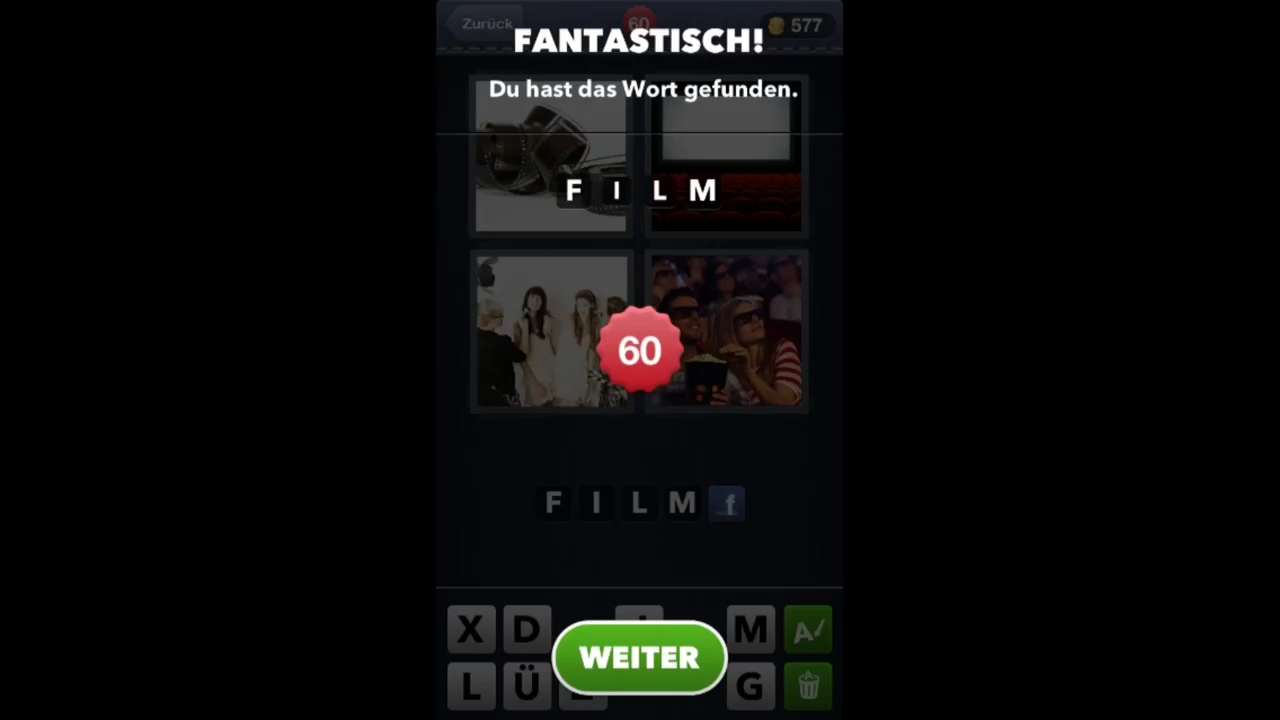 Zurück 60 577
FANTASTISCH!
Du hast das Wort gefunden.
F I L M
60
F I L M f
X D M A
WEITER
L Ü G